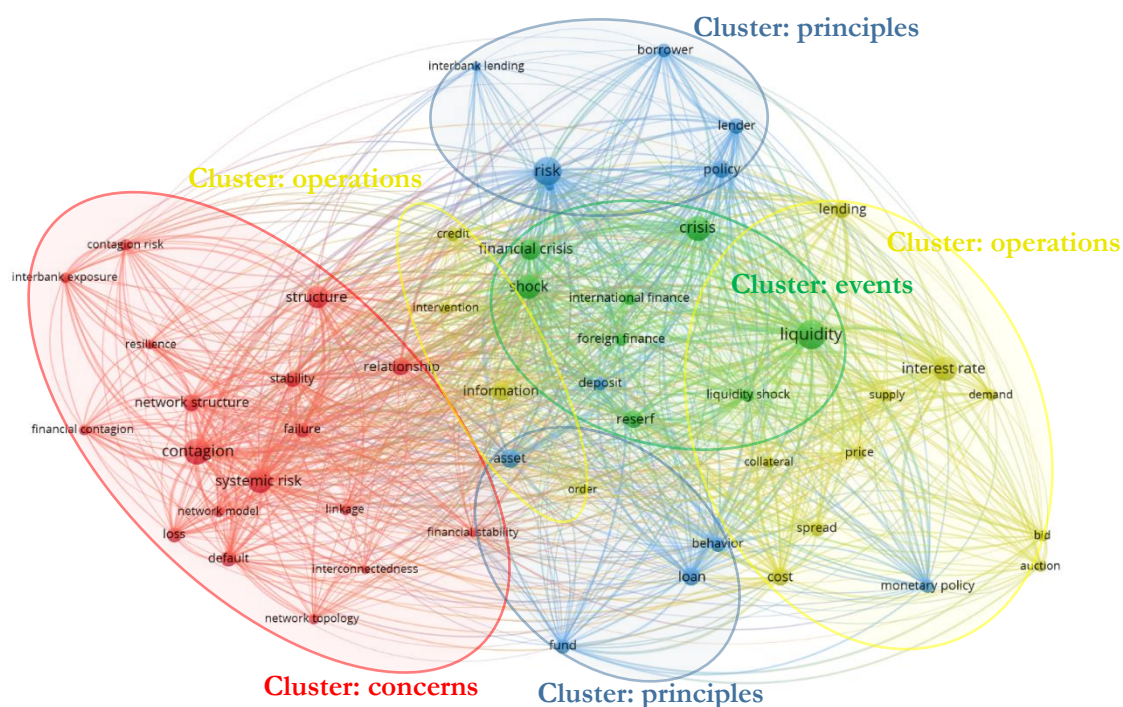 Cluster: principles
borrower
interbank lending
lender
risk
policy
Cluster: operations
lending
credit
crisis
contagion risk
financial crisis
Cluster: operations
interbank exposure
shock
Cluster: events
structure
international finance
intervention
liquidity
foreign finance
resilience
relationship
interest rate
stability
deposit
information
liquidity shock
supply
demand
network structure
reserf
financial contagion
failure
contagion
asset
price
collateral
systemic risk
order
network model
linkage
spread
loss
financial stability
bid
behavior
default
auction
interconnectedness
loan
cost
monetary policy
network topology
fund
Cluster: concerns
Cluster: principles